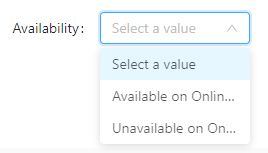 Availability: Select a value
Select a value
Available on Onlin...
Unavailable on On...